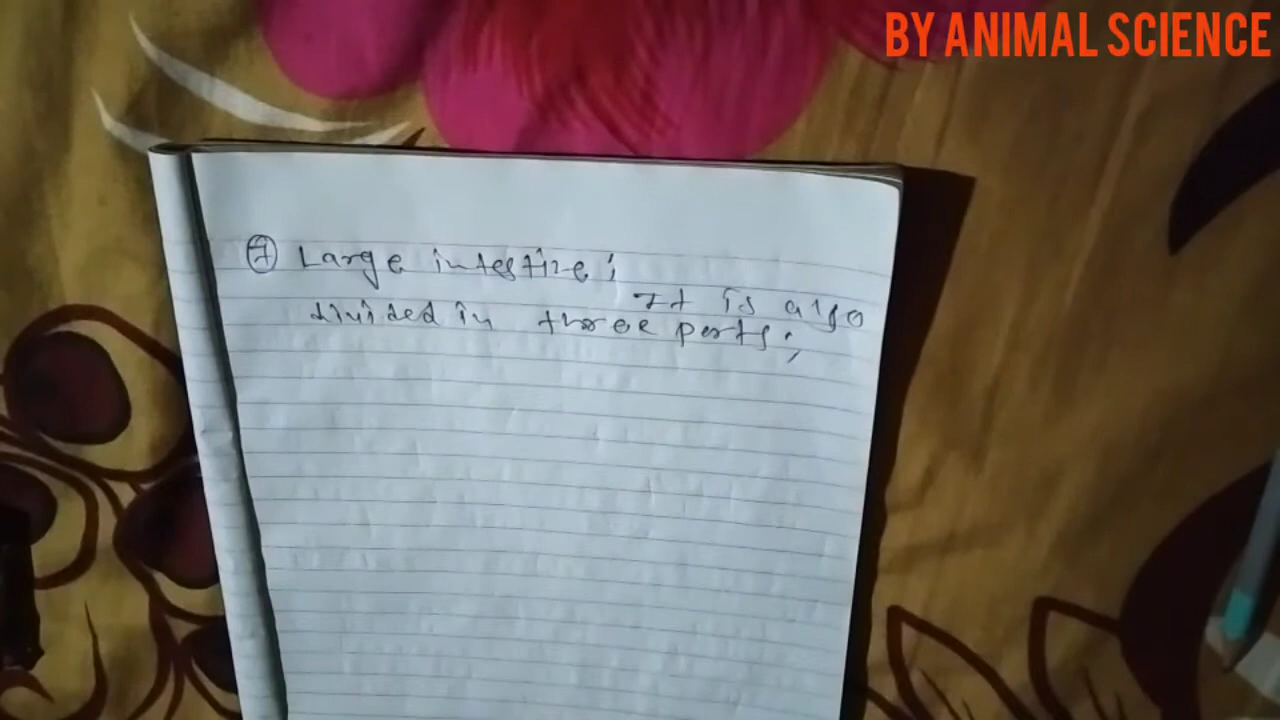 BY ANIMAL SCIENCE
⑦ Large intestine;
It is also
divided in three parts;